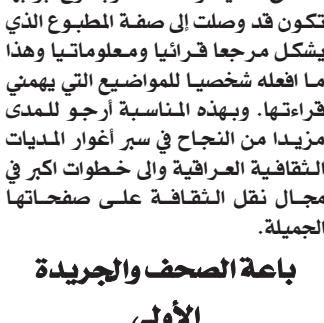 تكون قد وصلت إلى صفة المطبوع الذي
يشكل مرجعا قرائيا ومعلوماتيا وهذا
ما افعله شخصيا للمواضيع التي يهمني
قراءتها. وبهذه المناسبة أرجو للمدى
مزيدا من النجاح في سبر أغوار المديات
الثقافية العراقية والى خطوات اكبر في
مجال نقل الثقافة على صفحاتها
الجميلة.
باعة الصحف والجريدة
الأولى